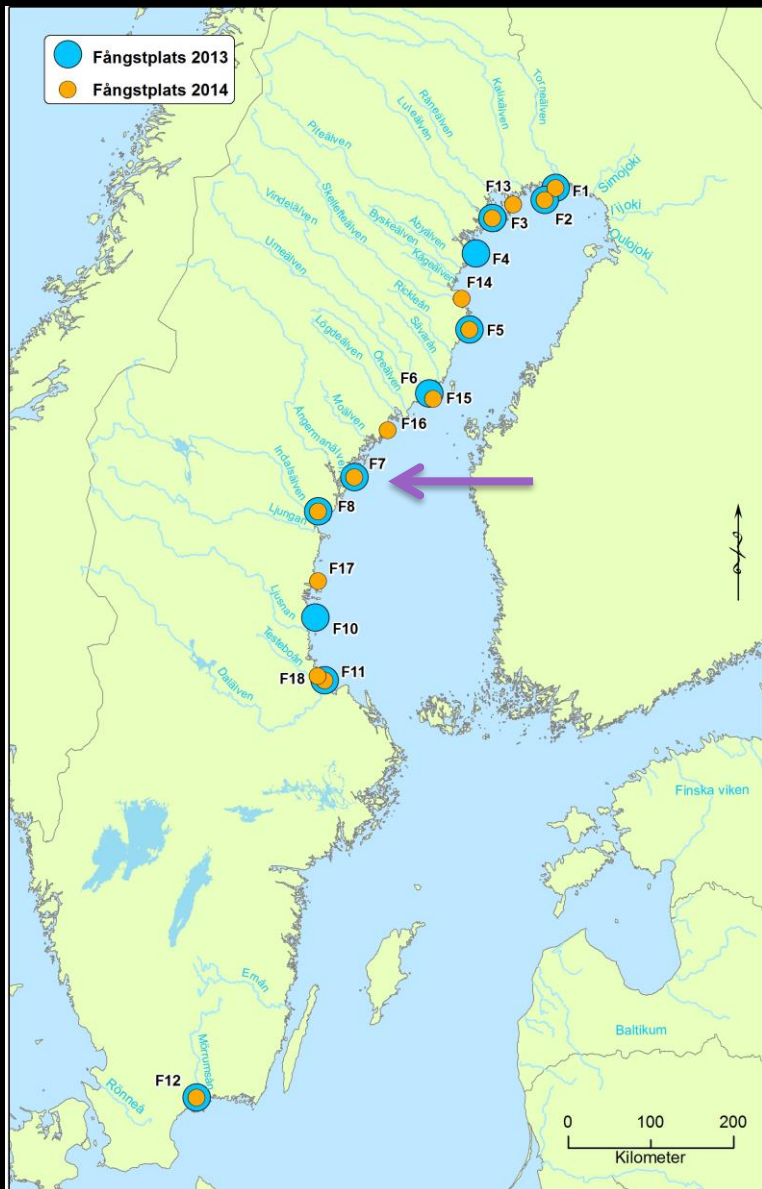 Fångstplats 2013
Fångstplats 2014
Torneälven
Kalixälven
Råneälven
Luleälven
Piteälven
Simojoki
Iijoki
Oulojoki
F1
F2
F13
F3
Åbyälven
Byskeälven
Skellefteälven
Vindelälven
Umeälven
Kågeälven
F4
F14
Rickleån
Sävarån
F5
Lögdeälven
Öreälven
F6
F15
Moälven
F16
Ångermanälven
F7
Indalsälven
F8
Ljungan
F17
Ljusnan
F10
Testeboån
F18
F11
Dalälven
Finska viken
Emån
Mörrumsån
Baltikum
F12
Rönneå
0 100 200
Kilometer